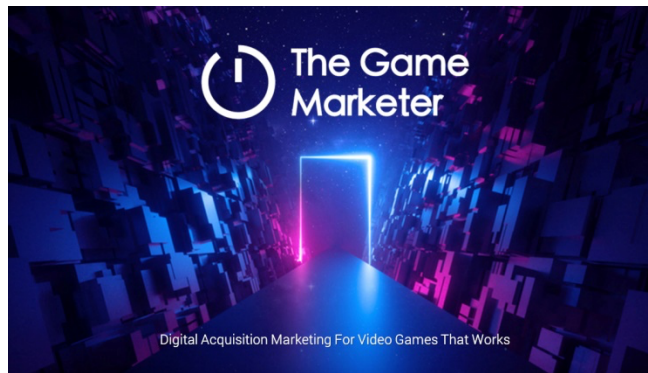 The Game
Marketer
Digital Acquisition Marketing For Video Games That Works